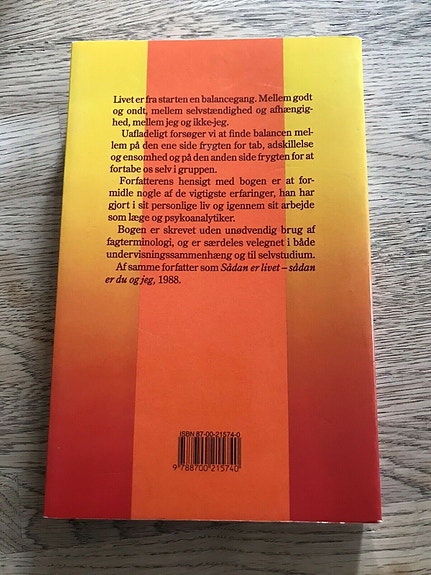 Livet er fra starten en balancegang. Mellem godt
og ondt, mellem selvstændighed og afhængig-
hed, mellem jeg og ikke-jeg.
Uafladeligt forsøger vi at finde balancen mel-
lem på den ene side frygten for tab, adskillelse
og ensomhed og på den anden side frygten for at
fortabe os selv i gruppen.
Forfatterens hensigt med bogen er at for-
midle nogle af de vigtigste erfaringer, han har
gjort i sit personlige liv og igennem sit arbejde
som læge og psykoanalytiker.
Bogen er skrevet uden unødvendig brug af
fagterminologi, og er særdeles velegnet i både
undervisningssammenhæng og til selvstudium.
Af samme forfatter som Sådan er livet – sådan
er du og jeg, 1988.
ISBN 87-00-21574-0
9 788700 215740